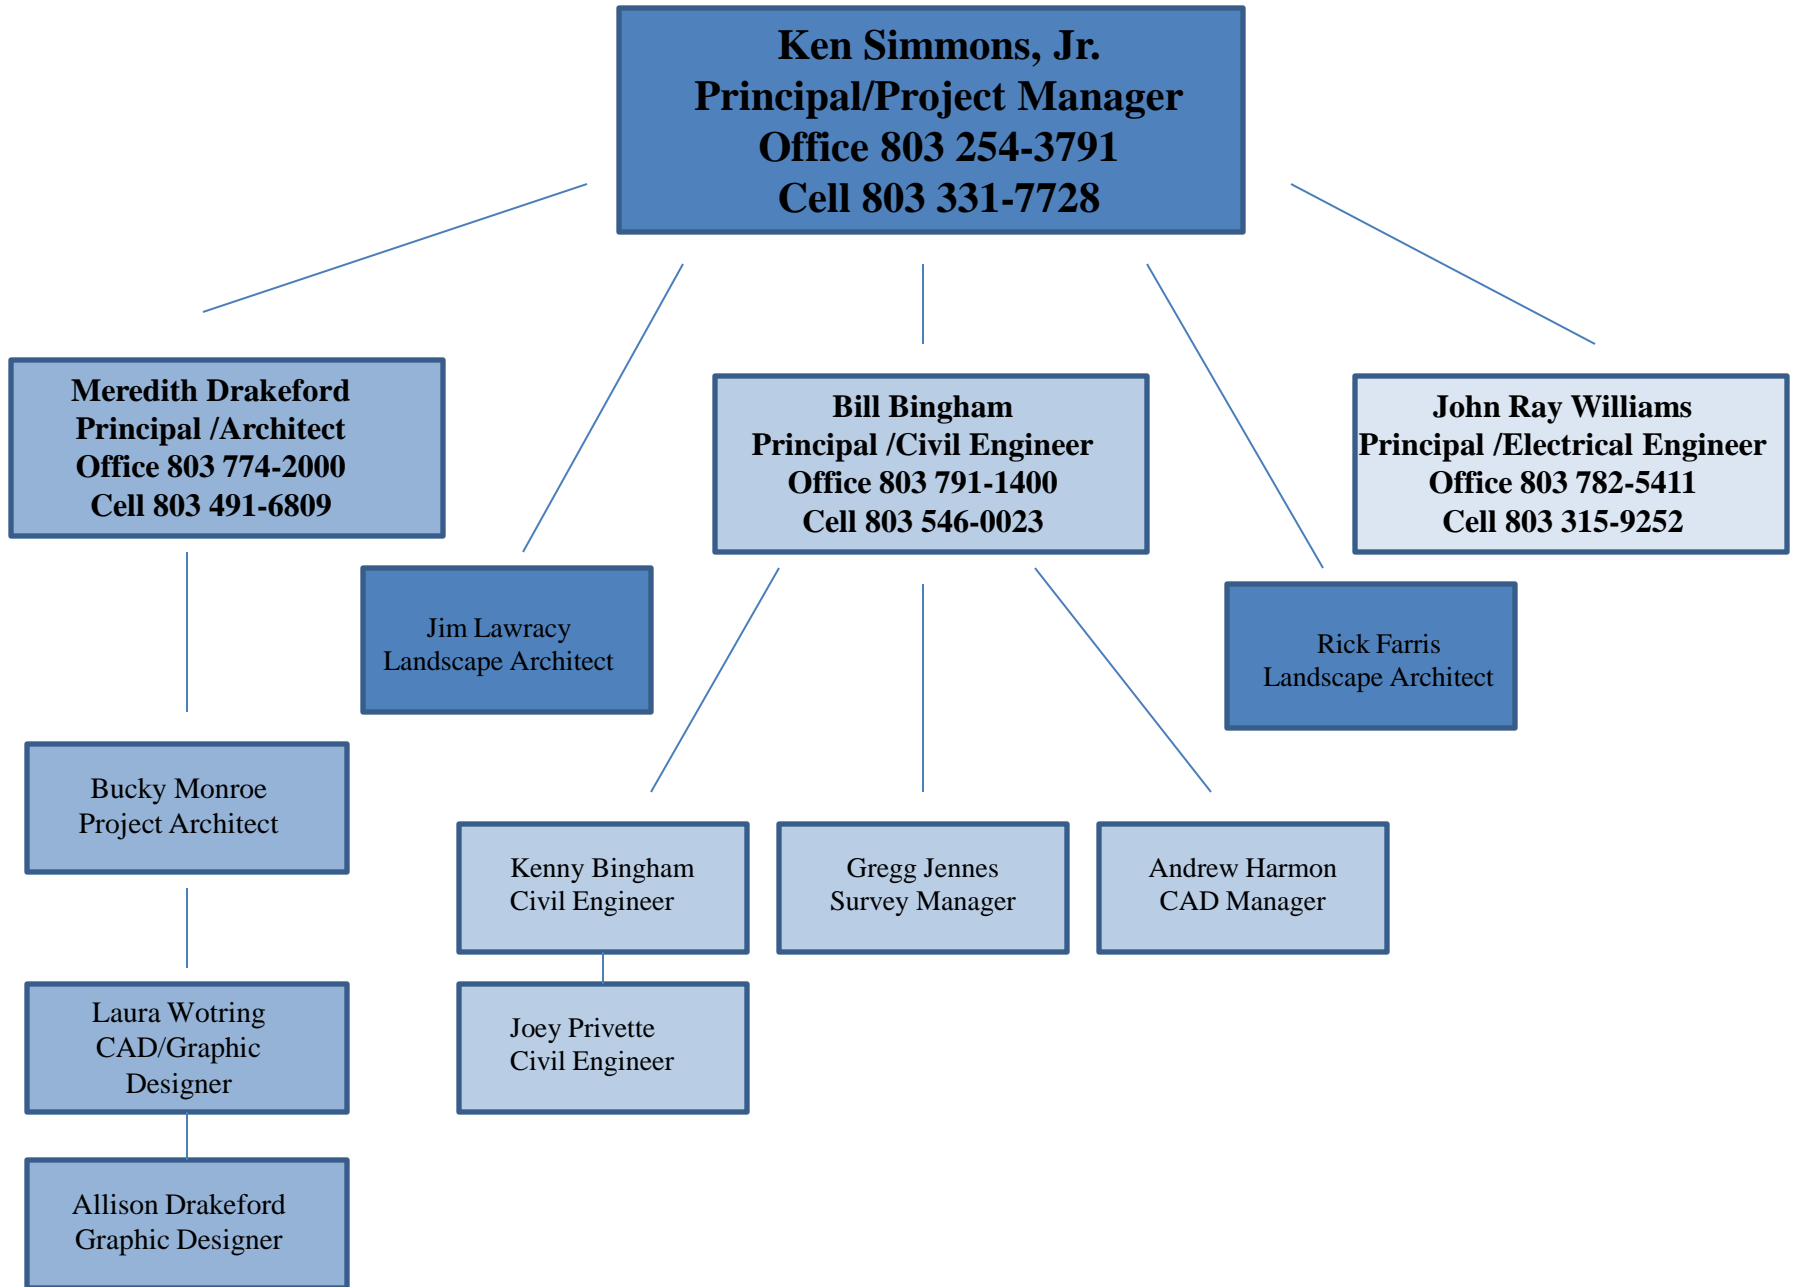 Ken Simmons, Jr.
Principal/Project Manager
Office 803 254-3791
Cell 803 331-7728
Meredith Drakeford
Principal /Architect
Office 803 774-2000
Cell 803 491-6809
Bill Bingham
Principal /Civil Engineer
Office 803 791-1400
Cell 803 546-0023
John Ray Williams
Principal /Electrical Engineer
Office 803 782-5411
Cell 803 315-9252
Jim Lawracy
Landscape Architect
Rick Farris
Landscape Architect
Bucky Monroe
Project Architect
Kenny Bingham
Civil Engineer
Gregg Jennes
Survey Manager
Andrew Harmon
CAD Manager
Laura Wotring
CAD/Graphic
Designer
Joey Privette
Civil Engineer
Allison Drakeford
Graphic Designer